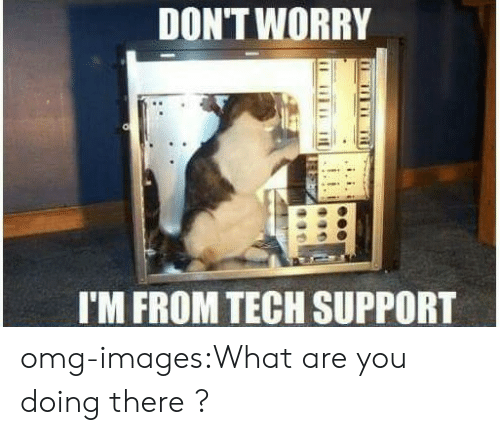 DON'T WORRY
I'M FROM TECH SUPPORT
omg-images:What are you
doing there ?